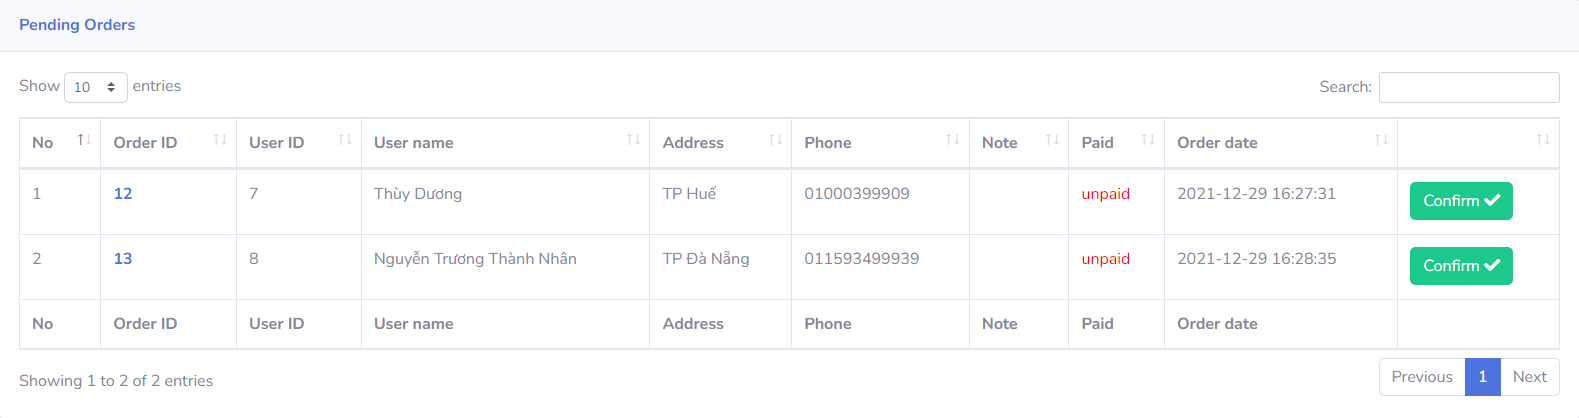 Pending Orders
Show 10 entries Search:
No Order ID User ID User name Address Phone Note Paid Order date
1 12 7 Thùy Dương TP Huế 01000399909 unpaid 2021-12-29 16:27:31 Confirm
2 13 8 Nguyễn Trương Thành Nhân TP Đà Nẵng 011593499939 unpaid 2021-12-29 16:28:35 Confirm
No Order ID User ID User name Address Phone Note Paid Order date
Showing 1 to 2 of 2 entries Previous 1 Next